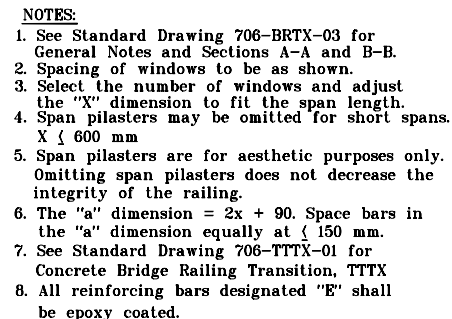 NOTES:
1. See Standard Drawing 706-BRTX-03 for
General Notes and Sections A-A and B-B.
2. Spacing of windows to be as shown.
3. Select the number of windows and adjust
the "X" dimension to fit the span length.
4. Span pilasters may be omitted for short spans.
X ≤ 600 mm
5. Span pilasters are for aesthetic purposes only.
Omitting span pilasters does not decrease the
integrity of the railing.
6. The "a" dimension = 2x + 90. Space bars in
the "a" dimension equally at ≤ 150 mm.
7. See Standard Drawing 706-TTTX-01 for
Concrete Bridge Railing Transition, TTTX
8. All reinforcing bars designated "E" shall
be epoxy coated.